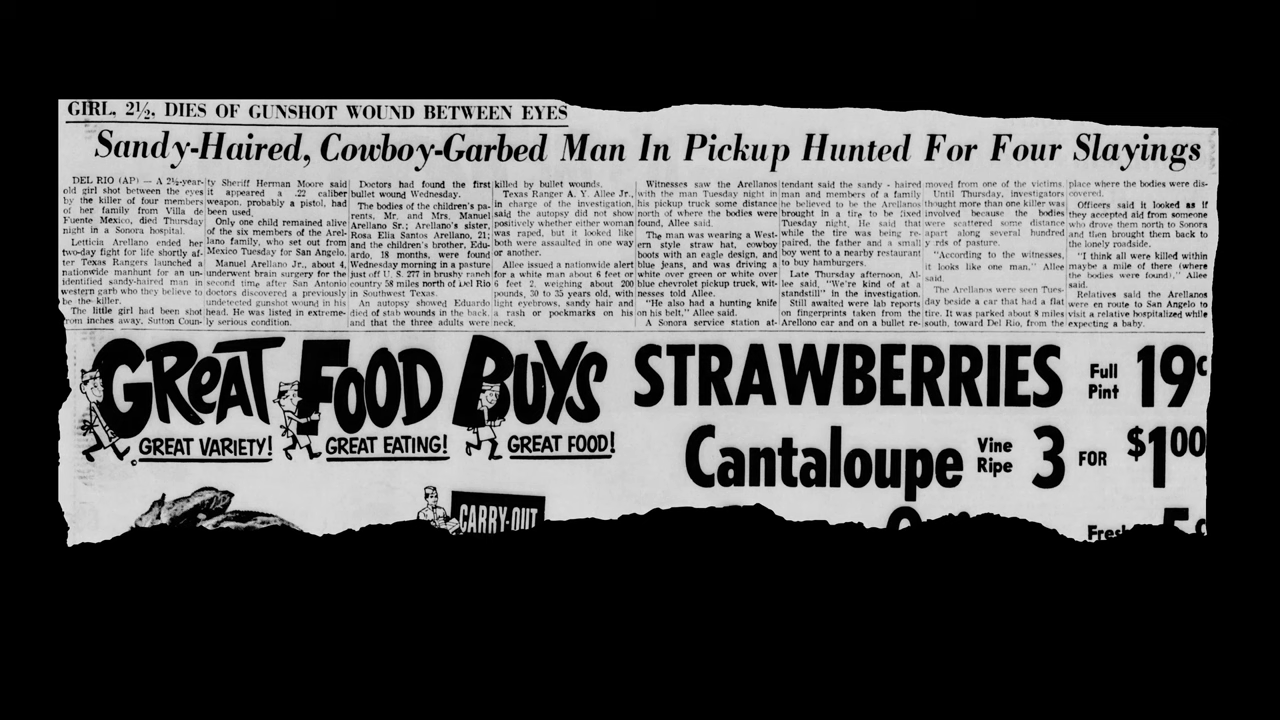 GIRL, 2½, DIES OF GUNSHOT WOUND BETWEEN EYES
Sandy-Haired, Cowboy-Garbed Man In Pickup Hunted For Four Slayings
DEL RIO (AP) — A 2½-year-
old girl shot between the eyes
by the killer of four members
of her family from Villa de
Fuente Mexico, died Thursday
night in a Sonora hospital.
Letticia Arellano ended her
two-day fight for life shortly af-
ter Texas Rangers launched a
nationwide manhunt for an un-
identified sandy-haired man in
western garb who they believe to
be the killer.
The little girl had been shot
from inches away, Sutton Coun-
ty Sheriff Herman Moore said
it appeared a .22 caliber
weapon, probably a pistol, had
been used.
Only one child remained alive
of the six members of the Arel-
lano family, who set out from
Mexico Tuesday for San Angelo.
Manuel Arellano Jr., about 4,
underwent brain surgery for the
second time after San Antonio
doctors discovered a previously
undetected gunshot wound in his
head. He was listed in extreme-
ly serious condition.
Doctors had found the first
bullet wound Wednesday.
The bodies of the children's pa-
rents, Mr. and Mrs. Manuel
Arellano Sr.; Arellano's sister,
Rosa Elia Santos Arellano, 21;
and the children's brother, Edu-
ardo, 18 months, were found
Wednesday morning in a pasture
just off U.S. 277 in brushy ranch
country 58 miles north of Del Rio
in Southwest Texas.
An autopsy showed Eduardo
died of stab wounds in the back,
and that the three adults were
killed by bullet wounds.
Texas Ranger A. Y. Allee Jr.,
in charge of the investigation,
said the autopsy did not show
positively whether either woman
was raped, but it looked like
both were assaulted in one way
or another.
Allee issued a nationwide alert
for a white man about 6 feet or
6 feet 2, weighing about 200
pounds, 30 to 35 years old, with
light eyebrows, sandy hair and
a rash or pockmarks on his
neck.
Witnesses saw the Arellanos
with the man Tuesday night in
his pickup truck some distance
north of where the bodies were
found, Allee said.
The man was wearing a West-
ern style straw hat, cowboy
boots with an eagle design, and
blue jeans, and was driving a
white over green or white over
blue chevrolet pickup truck, wit-
nesses told Allee.
"He also had a hunting knife
on his belt," Allee said.
A Sonora service station at-
tendant said the sandy - haired
man and members of a family
he believed to be the Arellanos
brought in a tire to be fixed
Tuesday night. He said that
while the tire was being re-
paired, the father and a small
boy went to a nearby restaurant
to buy hamburgers.
Late Thursday afternoon, Al-
lee said, "We're kind of at a
standstill" in the investigation.
Still awaited were lab reports
on fingerprints taken from the
Arellano car and on a bullet re-
moved from one of the victims.
Until Thursday, investigators
thought more than one killer was
involved because the bodies
were scattered some distance
apart along several hundred
yards of pasture.
"According to the witnesses,
it looks like one man," Allee
said.
The Arellanos were seen Tues-
day beside a car that had a flat
tire. It was parked about 8 miles
south, toward Del Rio, from the
place where the bodies were dis-
covered.
Officers said it looked as if
they accepted aid from someone
who drove them north to Sonora
and then brought them back to
the lonely roadside.
"I think all were killed within
maybe a mile of there (where
the bodies were found)," Allee
said.
Relatives said the Arellanos
were en route to San Angelo to
visit a relative hospitalized while
expecting a baby.
GREAT FOOD BUYS
GREAT VARIETY! GREAT EATING! GREAT FOOD!
STRAWBERRIES Full Pint 19c
Cantaloupe Vine Ripe 3 FOR $1.00
CARRY-OUT
Fresh 5c